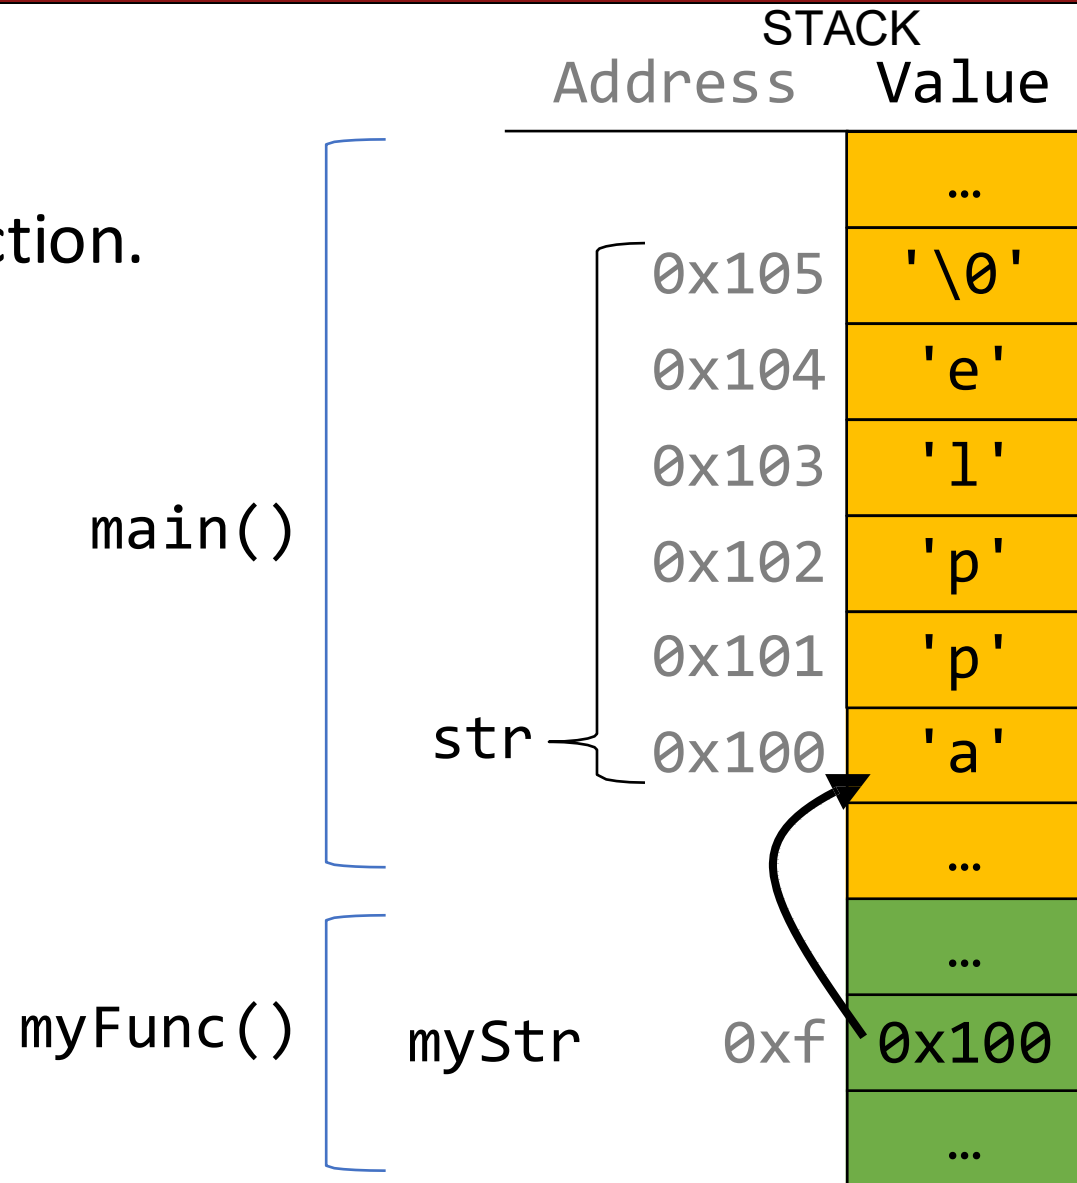 STACK
Address Value
…
ction.
0x105 '\0'
0x104 'e'
0x103 'l'
main()
0x102 'p'
0x101 'p'
str 0x100 'a'
…
…
myFunc() myStr 0xf 0x100
…